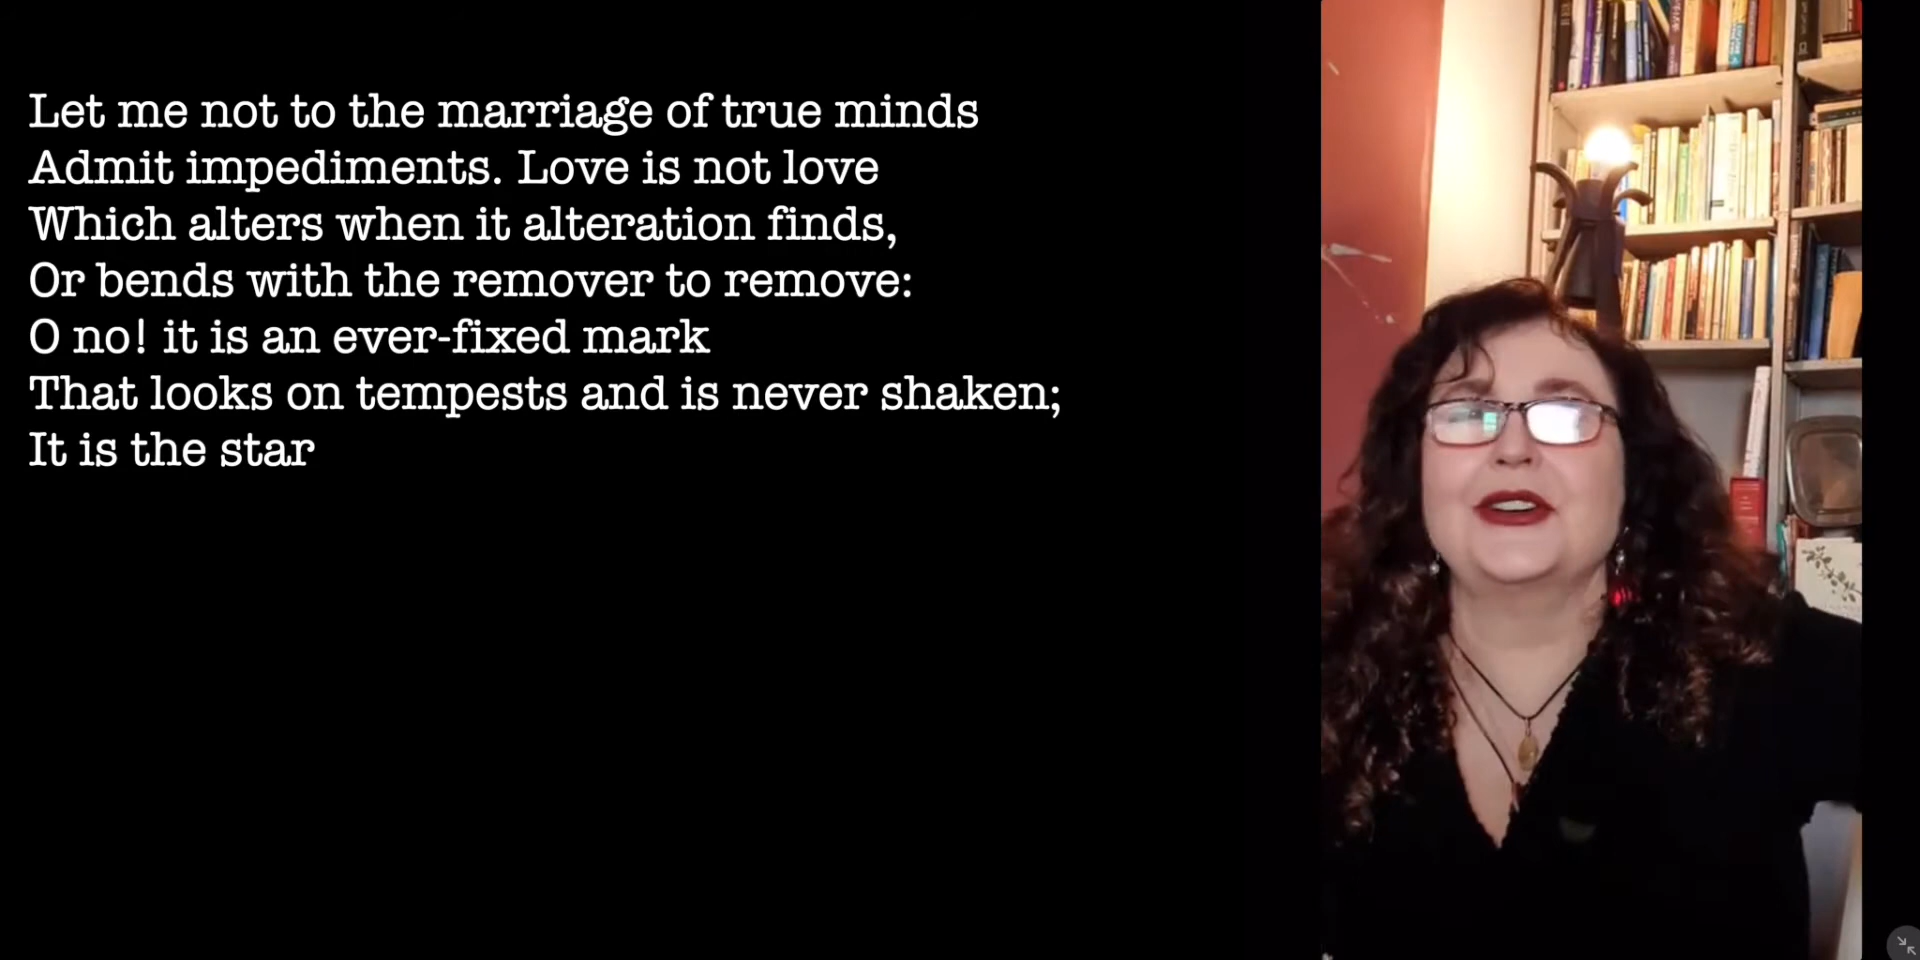 Let me not to the marriage of true minds
Admit impediments. Love is not love
Which alters when it alteration finds,
Or bends with the remover to remove:
O no! it is an ever-fixed mark
That looks on tempests and is never shaken;
It is the star